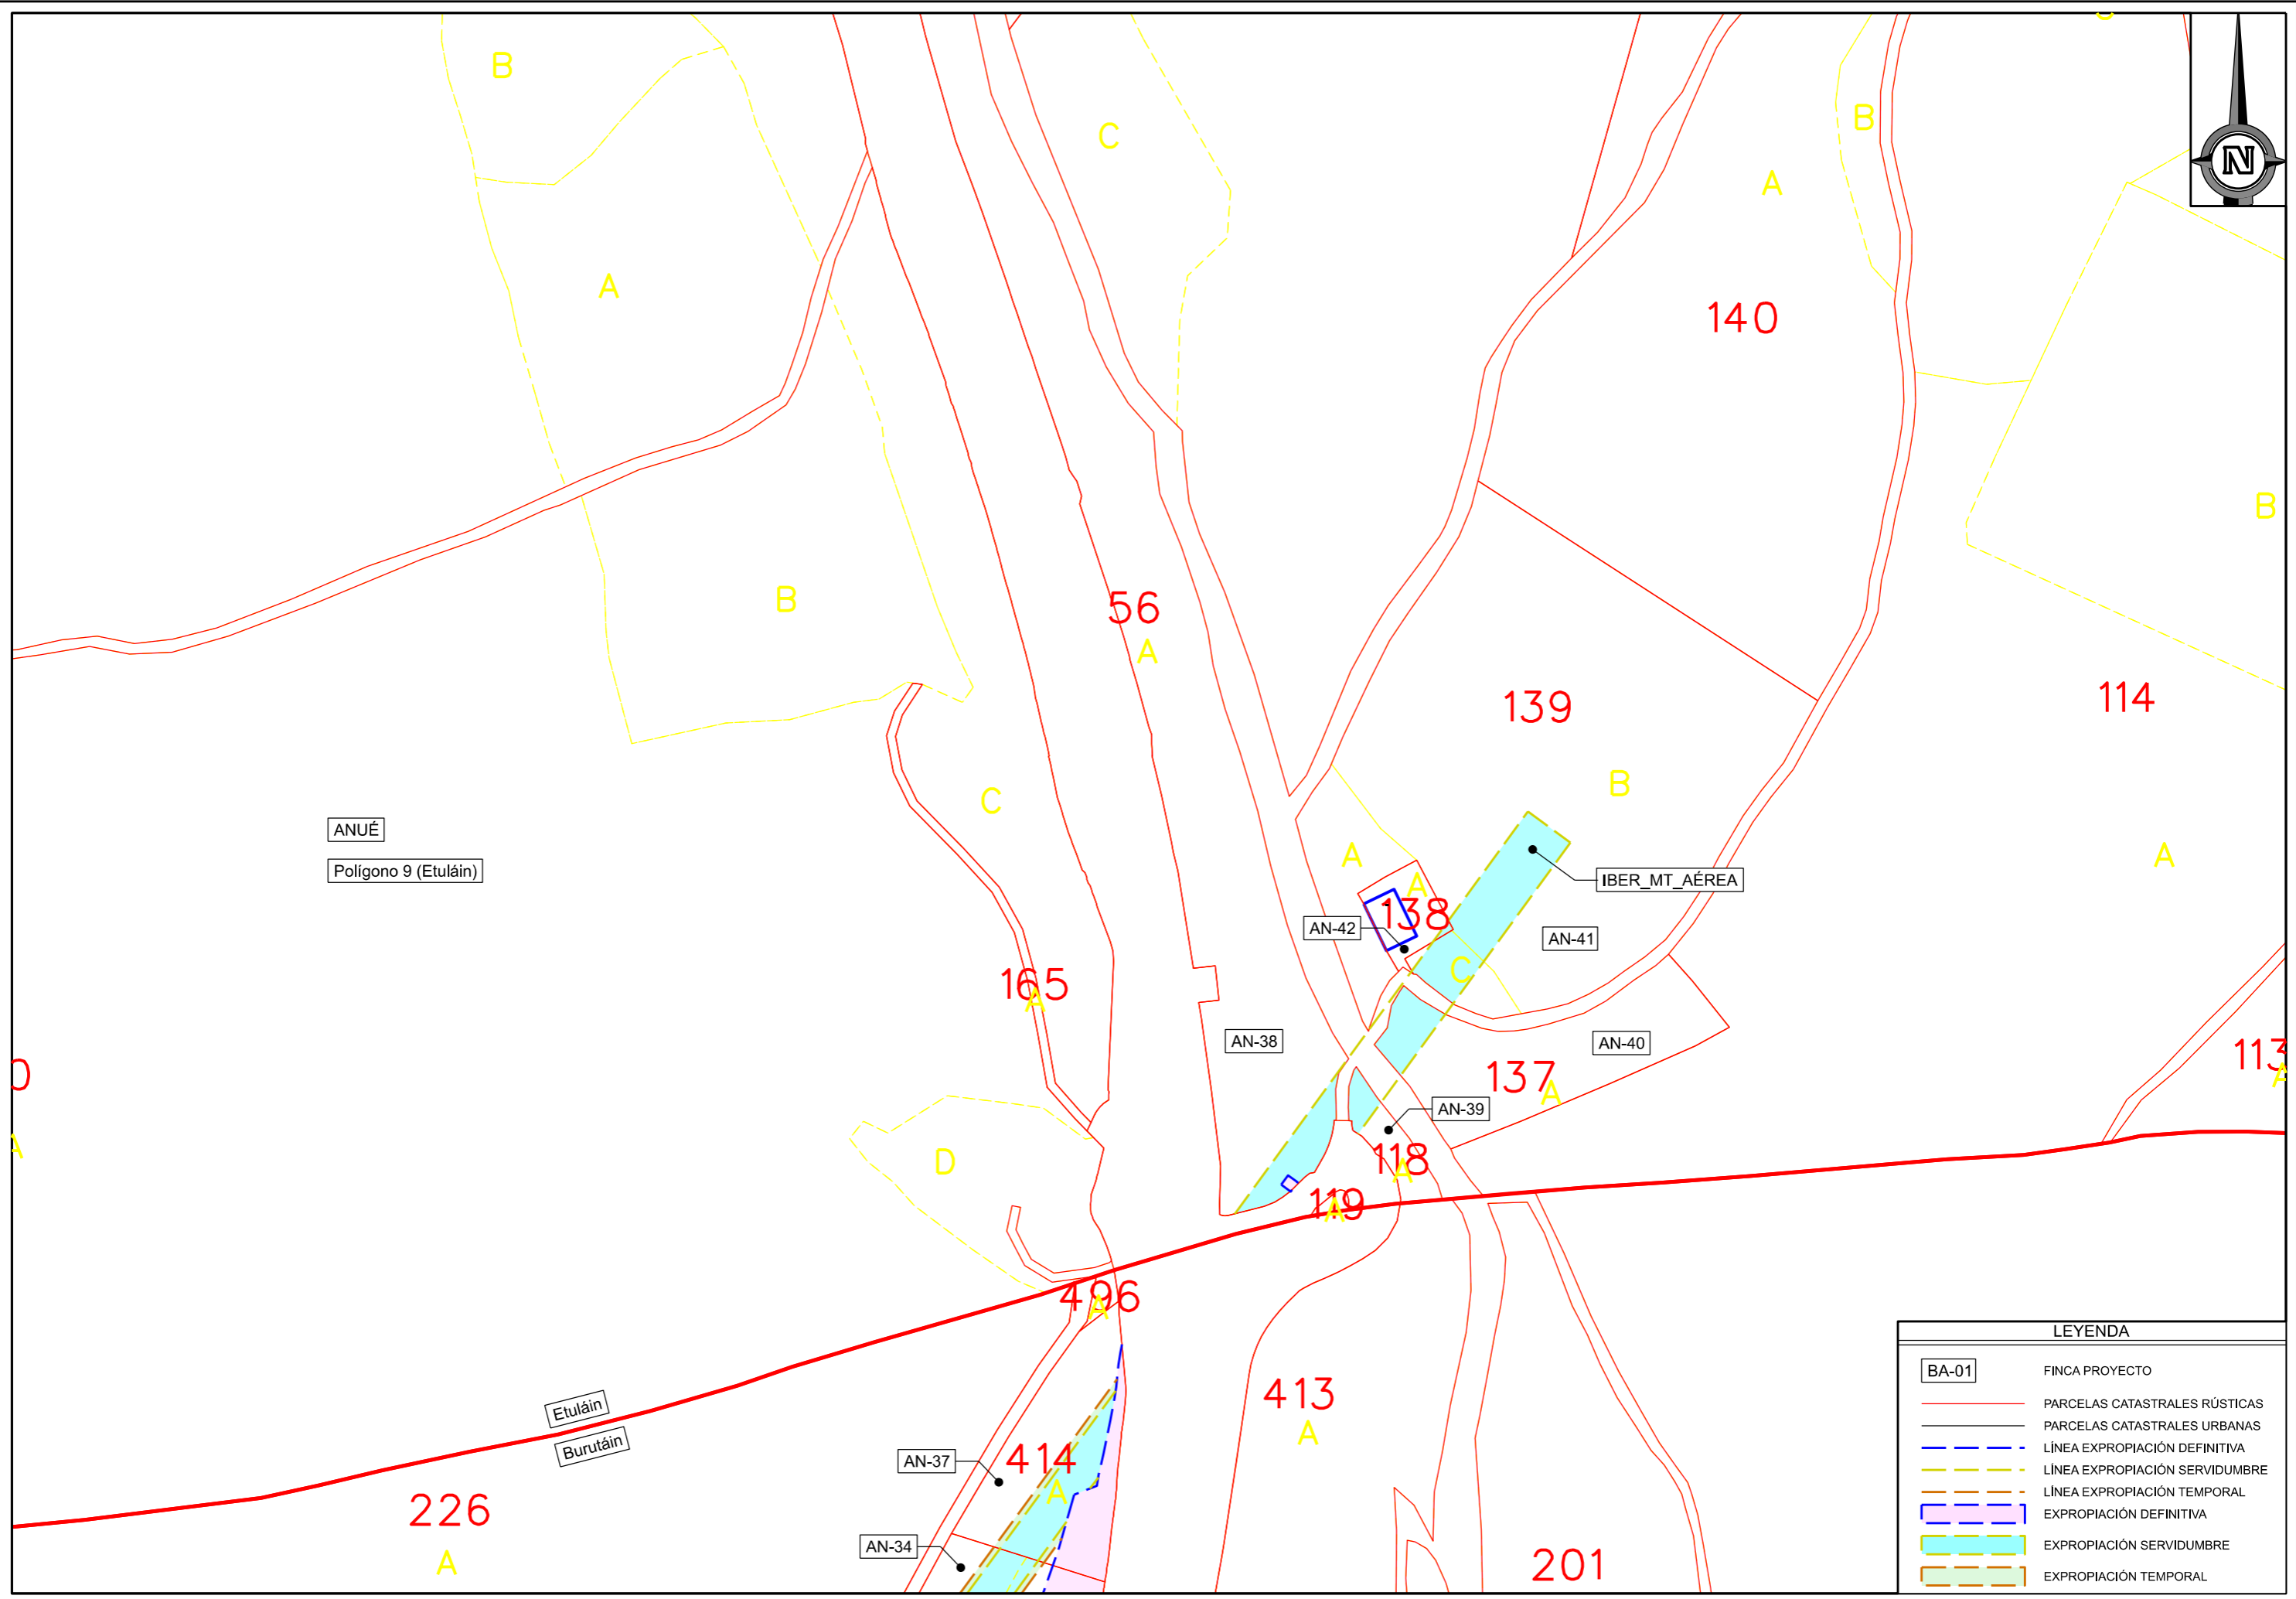 B
C
B
A
N
140
A
B
B
56
A
139
114
B
C
A
A
ANUÉ
Polígono 9 (Etuláin)
IBER_MT_AÉREA
A
138
AN-42
AN-41
C
165
A
AN-38
AN-40
137
A
113
A
0
A
AN-39
D
118
A
119
A
496
A
413
A
Etuláin
Burutáin
AN-37
414
A
226
A
AN-34
201
LEYENDA
BA-01 FINCA PROYECTO
PARCELAS CATASTRALES RÚSTICAS
PARCELAS CATASTRALES URBANAS
LÍNEA EXPROPIACIÓN DEFINITIVA
LÍNEA EXPROPIACIÓN SERVIDUMBRE
LÍNEA EXPROPIACIÓN TEMPORAL
EXPROPIACIÓN DEFINITIVA
EXPROPIACIÓN SERVIDUMBRE
EXPROPIACIÓN TEMPORAL